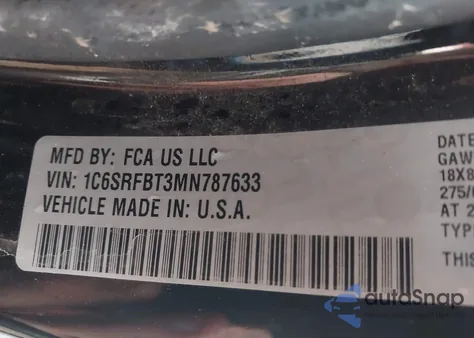 MFD BY: FCA US LLC
VIN: 1C6SRFBT3MN787633
VEHICLE MADE IN: U.S.A.
DATE
GAW
18X8
275/
AT 2
TYP
THIS
autoSnap